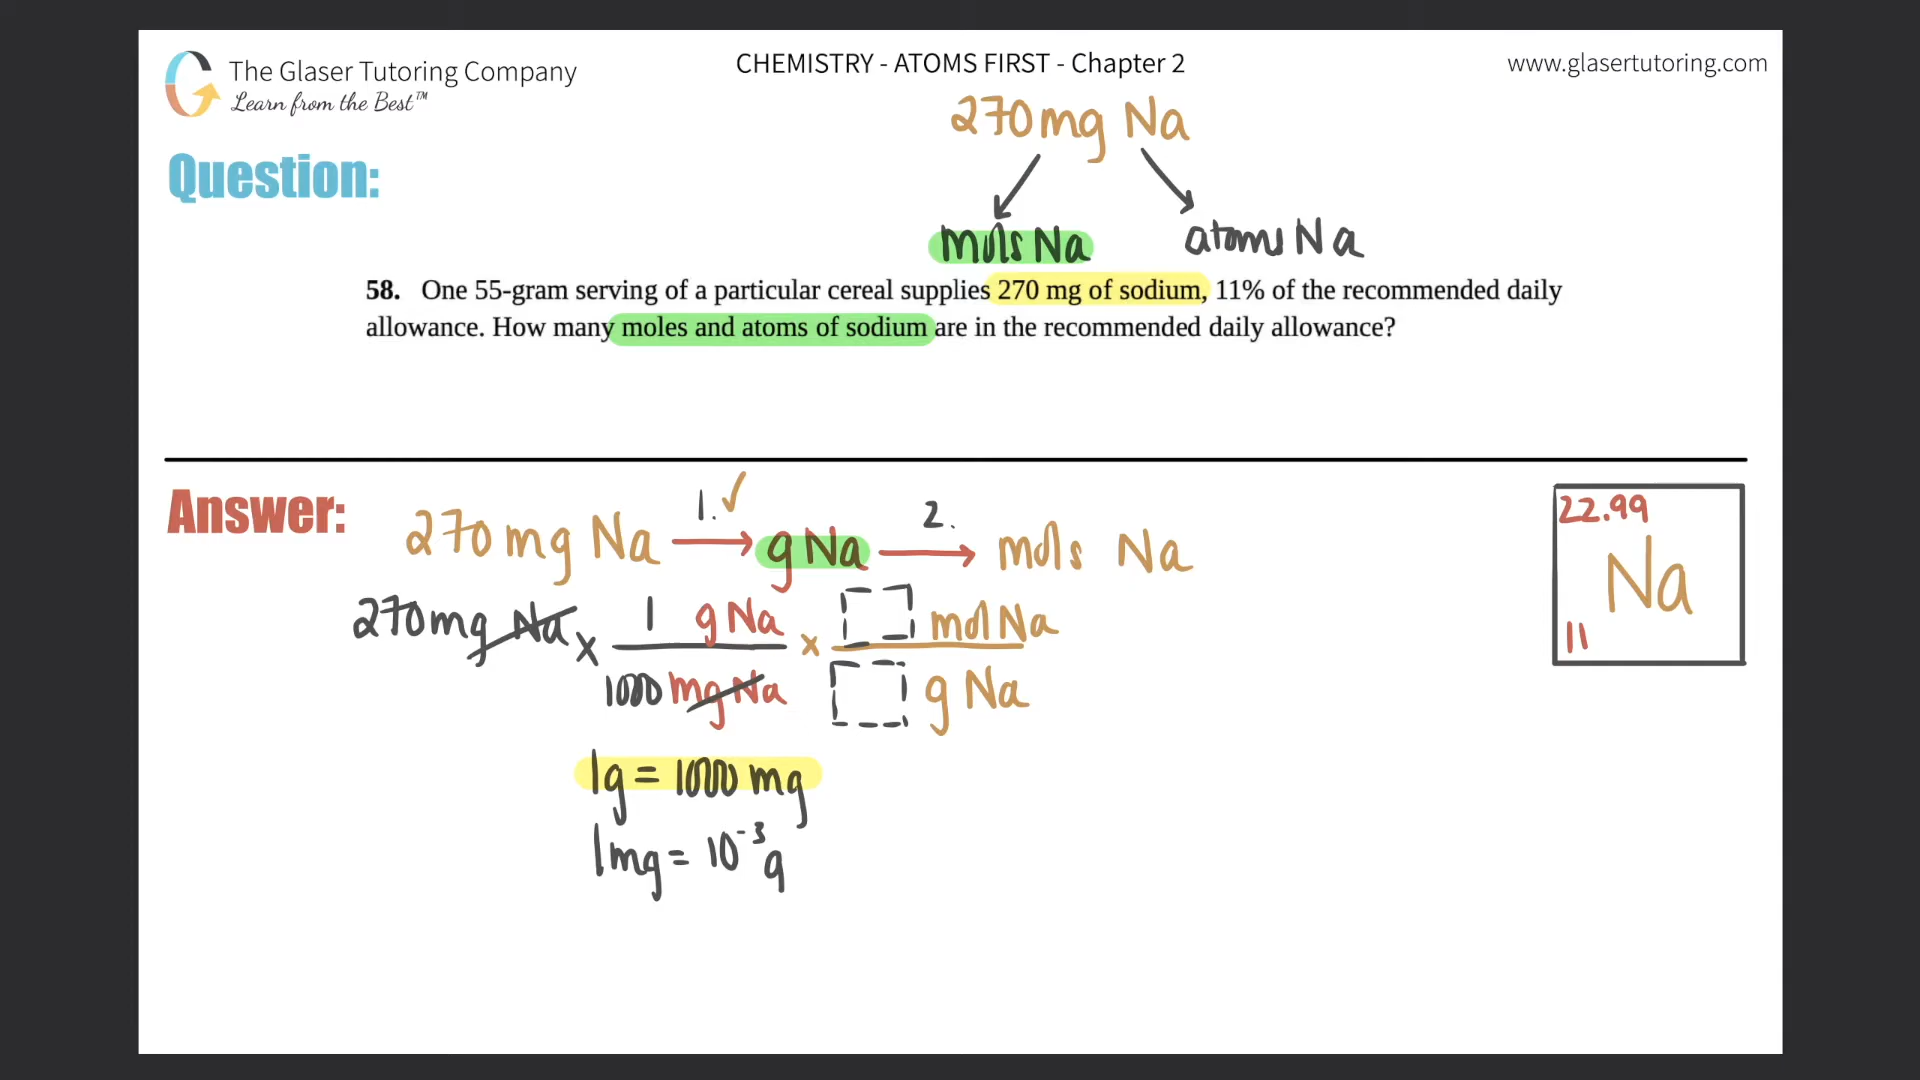 The Glaser Tutoring Company
Learn from the Best™
CHEMISTRY - ATOMS FIRST - Chapter 2
www.glasertutoring.com
270mg Na
Question:
mols Na atoms Na
58. One 55-gram serving of a particular cereal supplies 270 mg of sodium, 11% of the recommended daily
allowance. How many moles and atoms of sodium are in the recommended daily allowance?
Answer:
1. ✓ 2.
270 mg Na → g Na → mols Na
270mg Na x 1 g Na x mol Na
1000 mg Na g Na
1g = 1000 mg
1mg = 10⁻³ g
22.99
Na
11